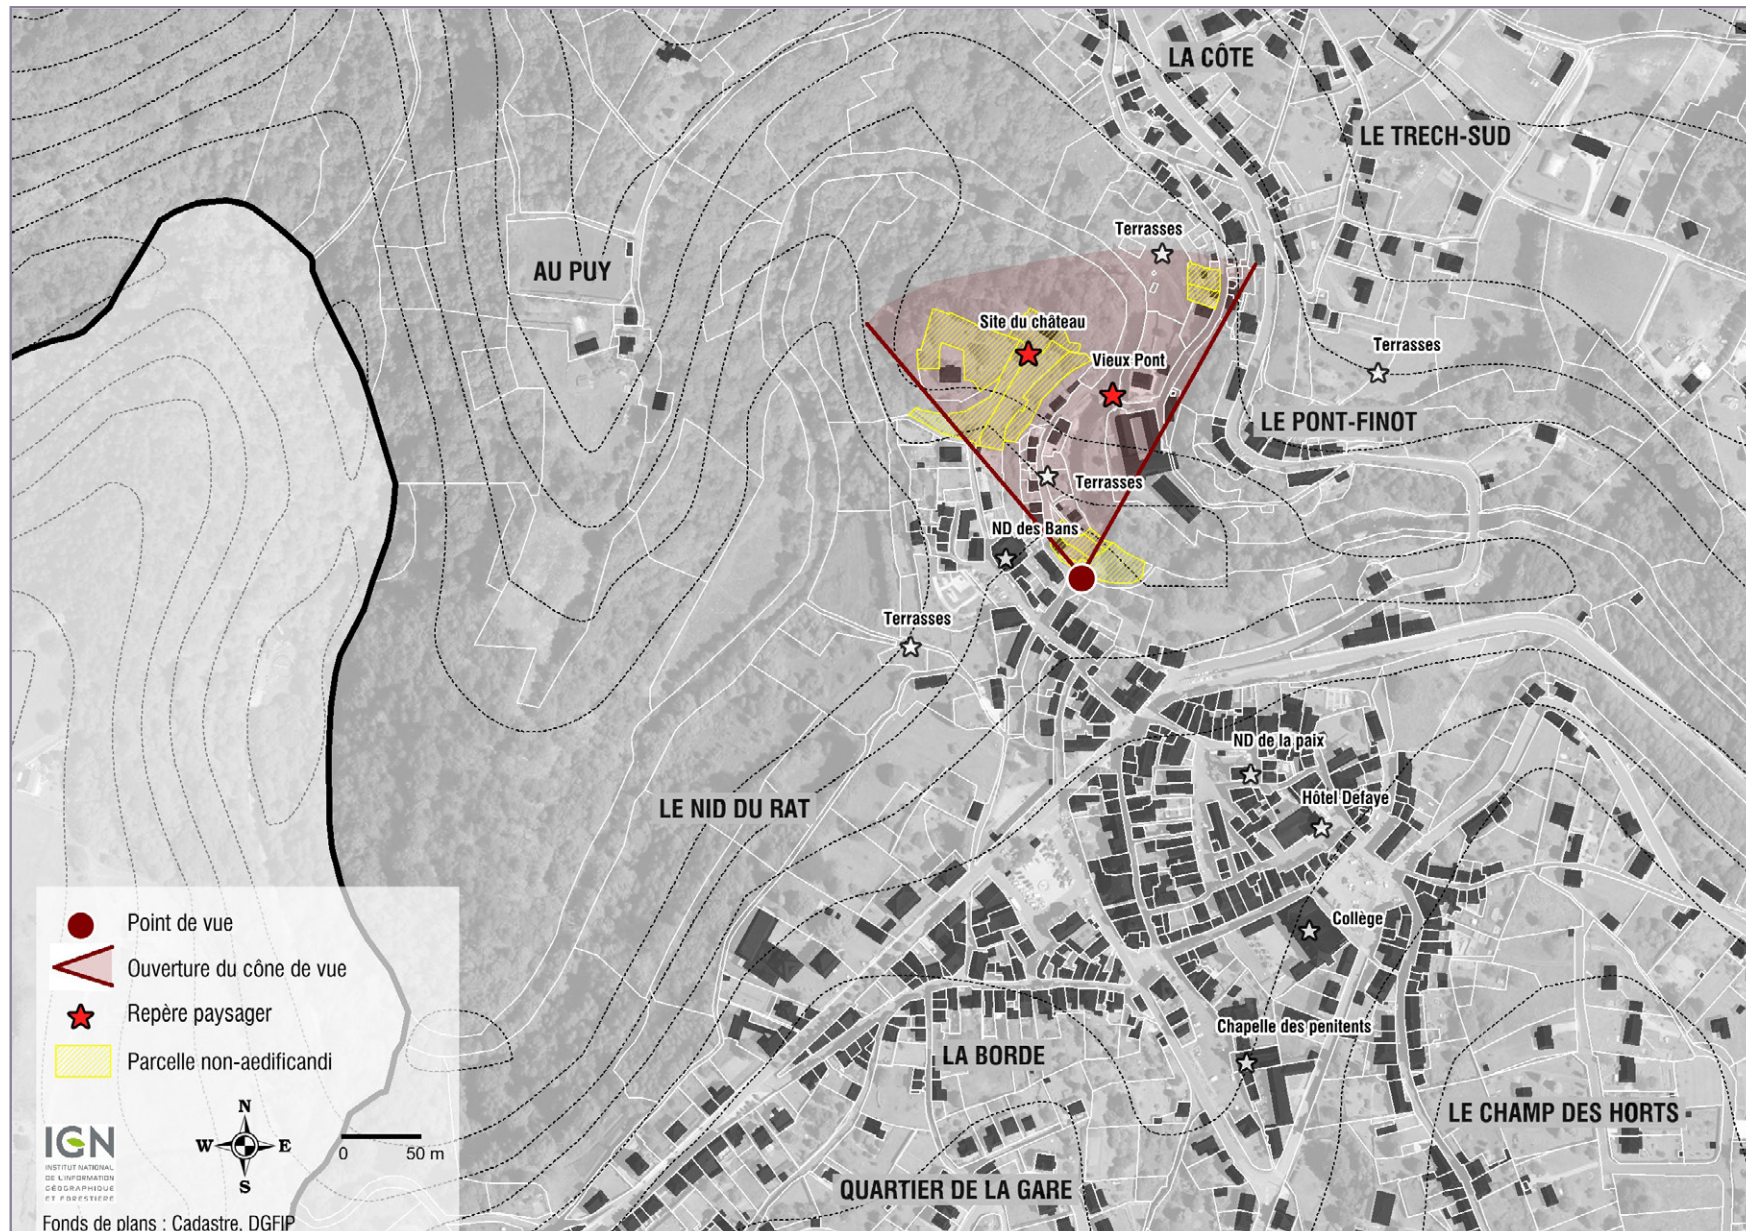 LA CÔTE
LE TRECH-SUD
Terrasses
AU PUY
Site du château
Vieux Pont
Terrasses
LE PONT-FINOT
Terrasses
ND des Bans
Terrasses
ND de la paix
LE NID DU RAT
Hôtel Defaye
Collège
Chapelle des penitents
LA BORDE
LE CHAMP DES HORTS
QUARTIER DE LA GARE
Point de vue
Ouverture du cône de vue
Repère paysager
Parcelle non-aedificandi
N
W E
S
0 50 m
IGN
INSTITUT NATIONAL
DE L'INFORMATION
GÉOGRAPHIQUE
ET FORESTIÈRE
Fonds de plans : Cadastre, DGFIP